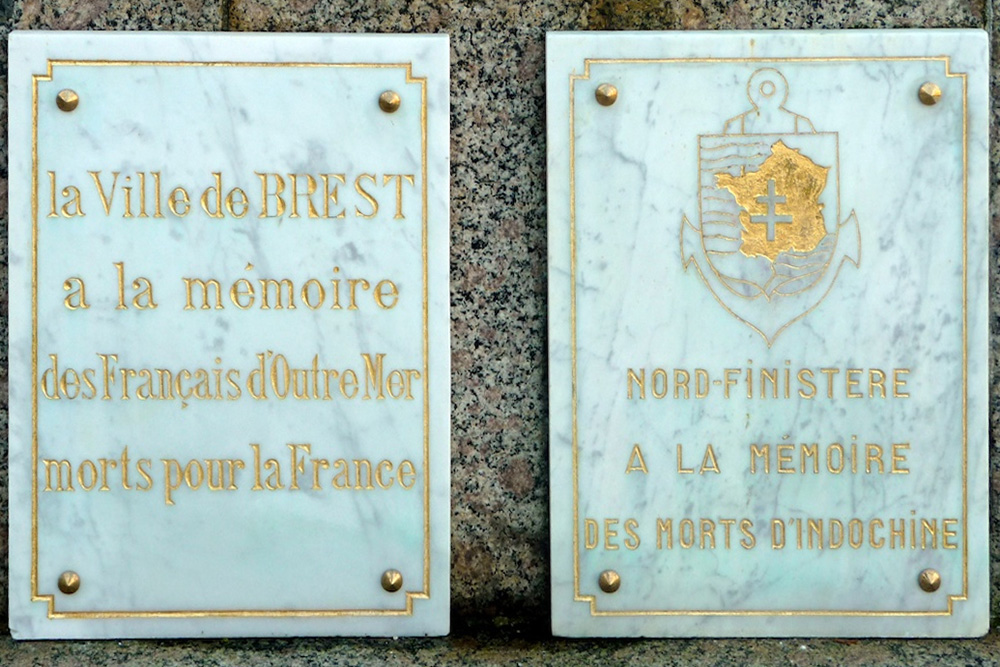 la Ville de BREST
a la mémoire
des Français d'Outre Mer
morts pour la France
NORD-FINISTERE
A LA MÉMOIRE
DES MORTS D'INDOCHINE